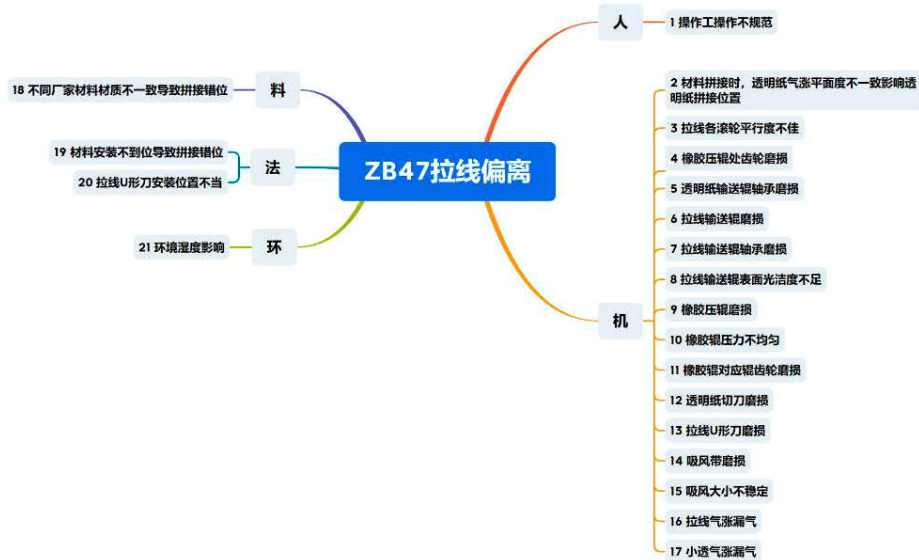 ZB47拉线偏离
人
1 操作工操作不规范
机
2 材料拼接时，透明纸气涨平面度不一致影响透
明纸拼接位置
3 拉线各滚轮平行度不佳
4 橡胶压辊处齿轮磨损
5 透明纸输送辊轴承磨损
6 拉线输送辊磨损
7 拉线输送辊轴承磨损
8 拉线输送辊表面光洁度不足
9 橡胶压辊磨损
10 橡胶辊压力不均匀
11 橡胶辊对应辊齿轮磨损
12 透明纸切刀磨损
13 拉线U形刀磨损
14 吸风带磨损
15 吸风大小不稳定
16 拉线气涨漏气
17 小透气涨漏气
料
18 不同厂家材料材质不一致导致拼接错位
法
19 材料安装不到位导致拼接错位
20 拉线U形刀安装位置不当
环
21 环境湿度影响